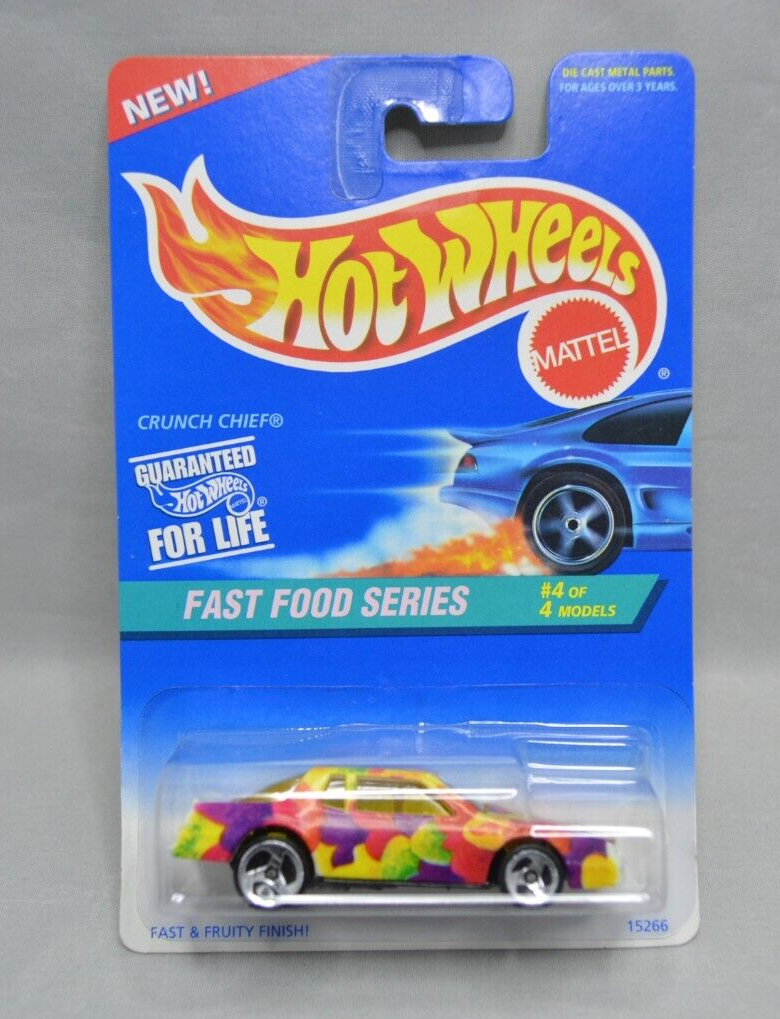 NEW!
DIE CAST METAL PARTS.
FOR AGES OVER 3 YEARS.
HOT WHEELS
MATTEL
®
CRUNCH CHIEF®
GUARANTEED
HOT WHEELS
MATTEL
®
FOR LIFE
FAST FOOD SERIES
#4 OF
4 MODELS
FAST & FRUITY FINISH!
15266